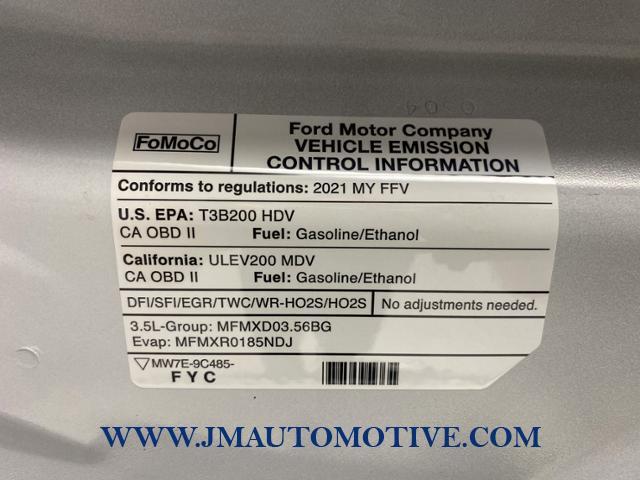 FoMoCo
Ford Motor Company
VEHICLE EMISSION
CONTROL INFORMATION
Conforms to regulations: 2021 MY FFV
U.S. EPA: T3B200 HDV
CA OBD II Fuel: Gasoline/Ethanol
California: ULEV200 MDV
CA OBD II Fuel: Gasoline/Ethanol
DFI/SFI/EGR/TWC/WR-HO2S/HO2S No adjustments needed.
3.5L-Group: MFMXD03.56BG
Evap: MFMXR0185NDJ
MW7E-9C485-
FYC
WWW.JMAUTOMOTIVE.COM